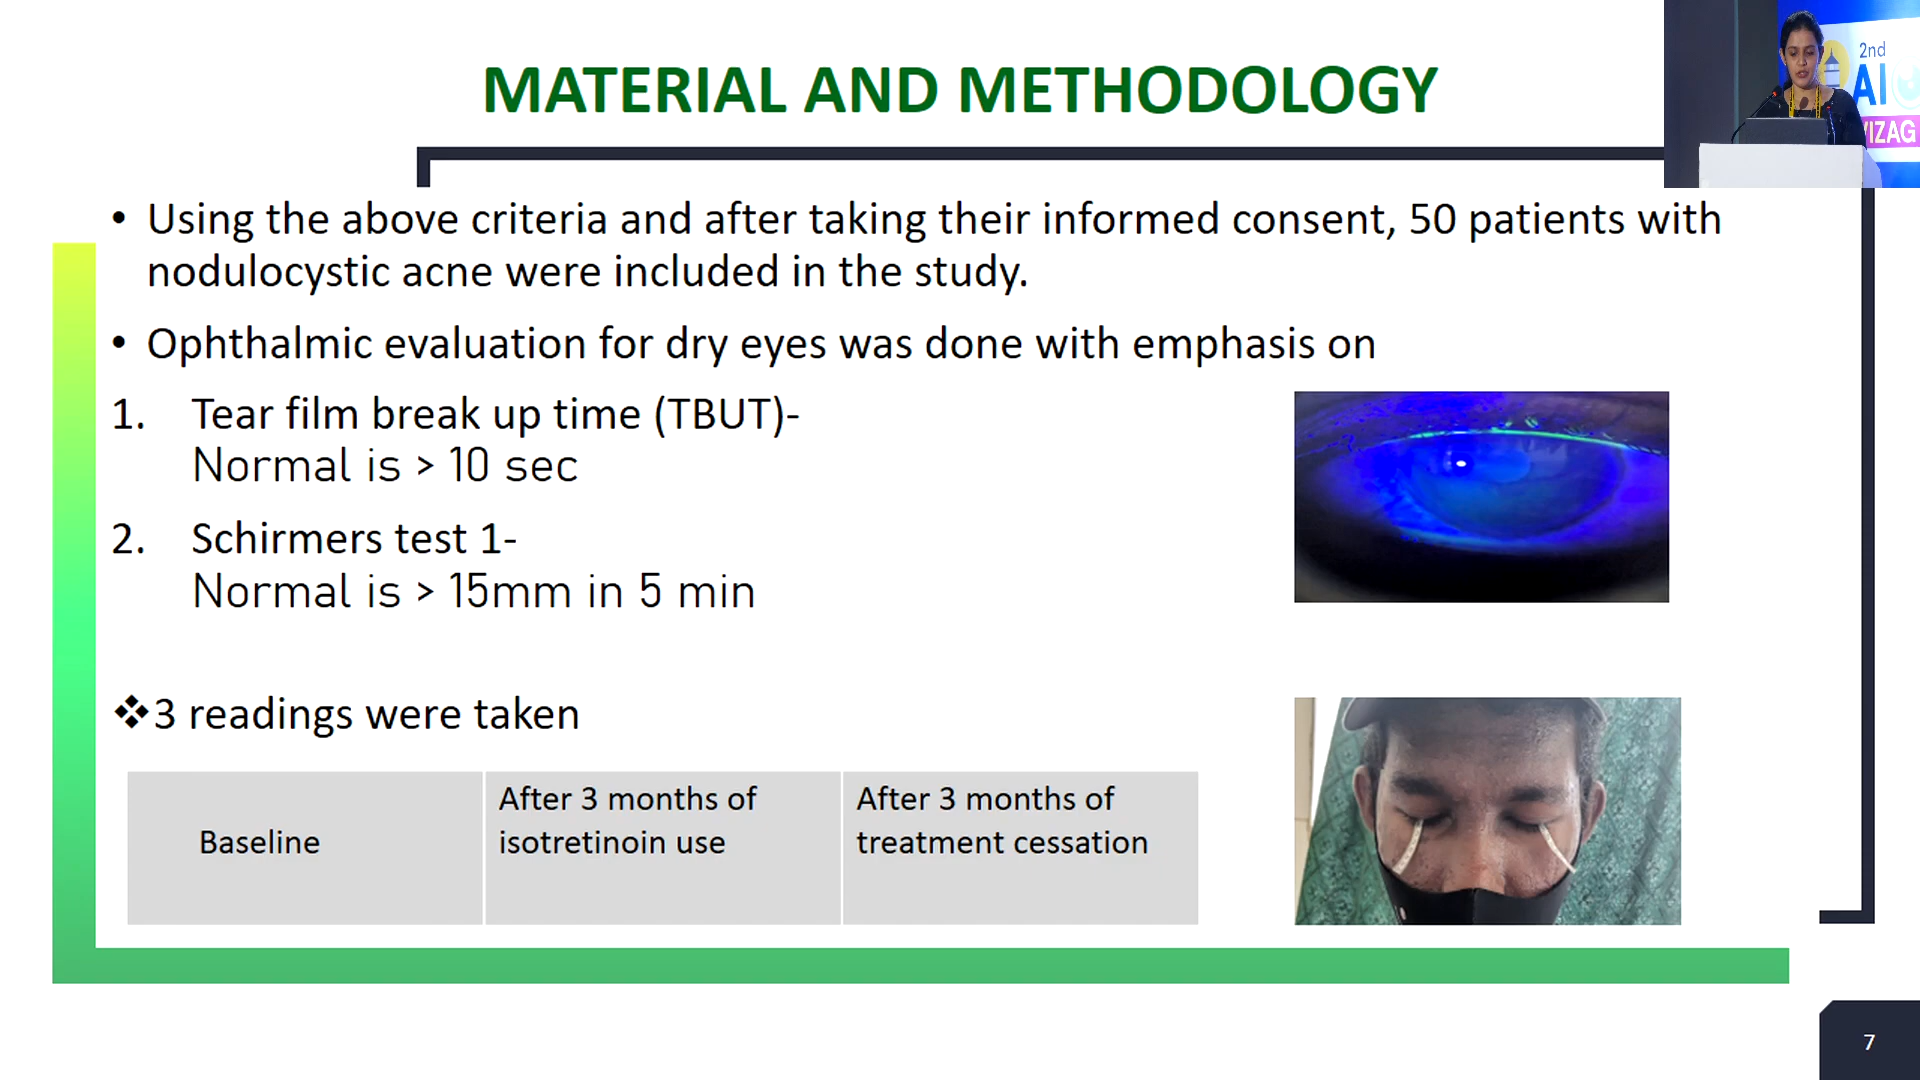 MATERIAL AND METHODOLOGY
2nd
AI
VIZAG
• Using the above criteria and after taking their informed consent, 50 patients with
nodulocystic acne were included in the study.
• Ophthalmic evaluation for dry eyes was done with emphasis on
1. Tear film break up time (TBUT)-
Normal is > 10 sec
2. Schirmers test 1-
Normal is > 15mm in 5 min
❖3 readings were taken
Baseline
After 3 months of
isotretinoin use
After 3 months of
treatment cessation
7